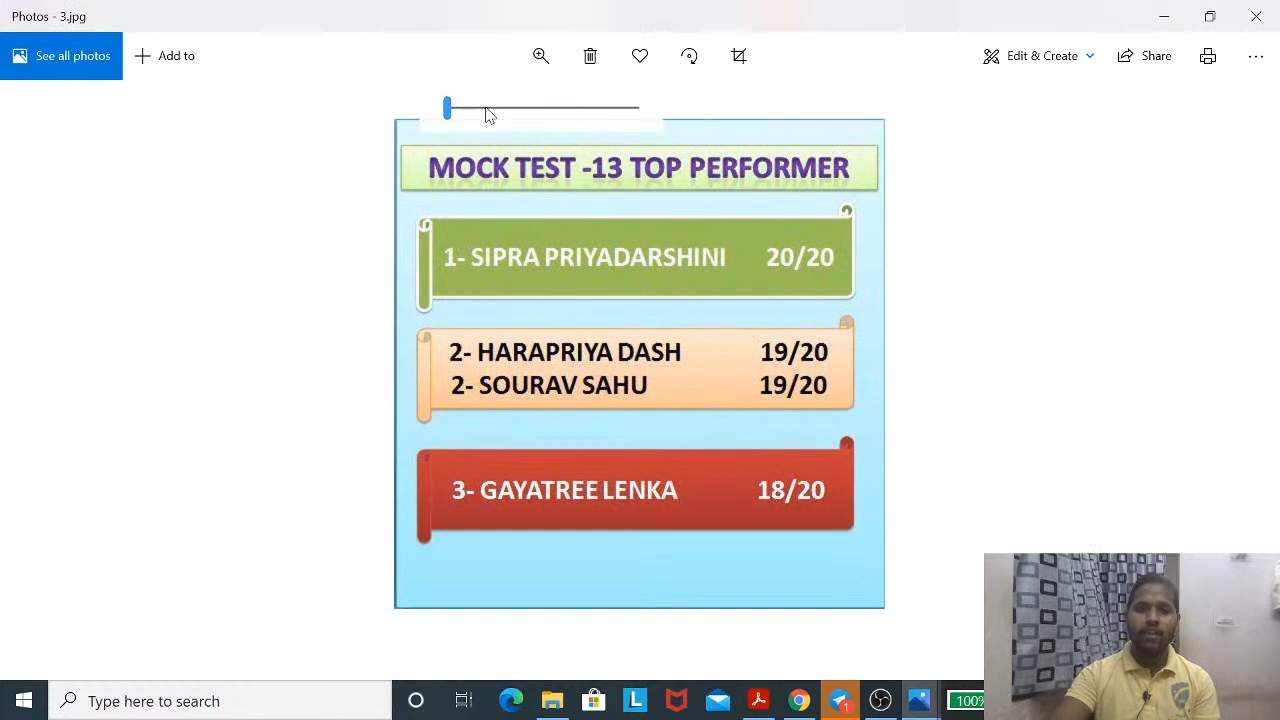 Photos - 3.jpg
See all photos
Add to
Edit & Create
Share
MOCK TEST -13 TOP PERFORMER
1- SIPRA PRIYADARSHINI 20/20
2- HARAPRIYA DASH 19/20
2- SOURAV SAHU 19/20
3- GAYATREE LENKA 18/20
Type here to search
L
1
100%